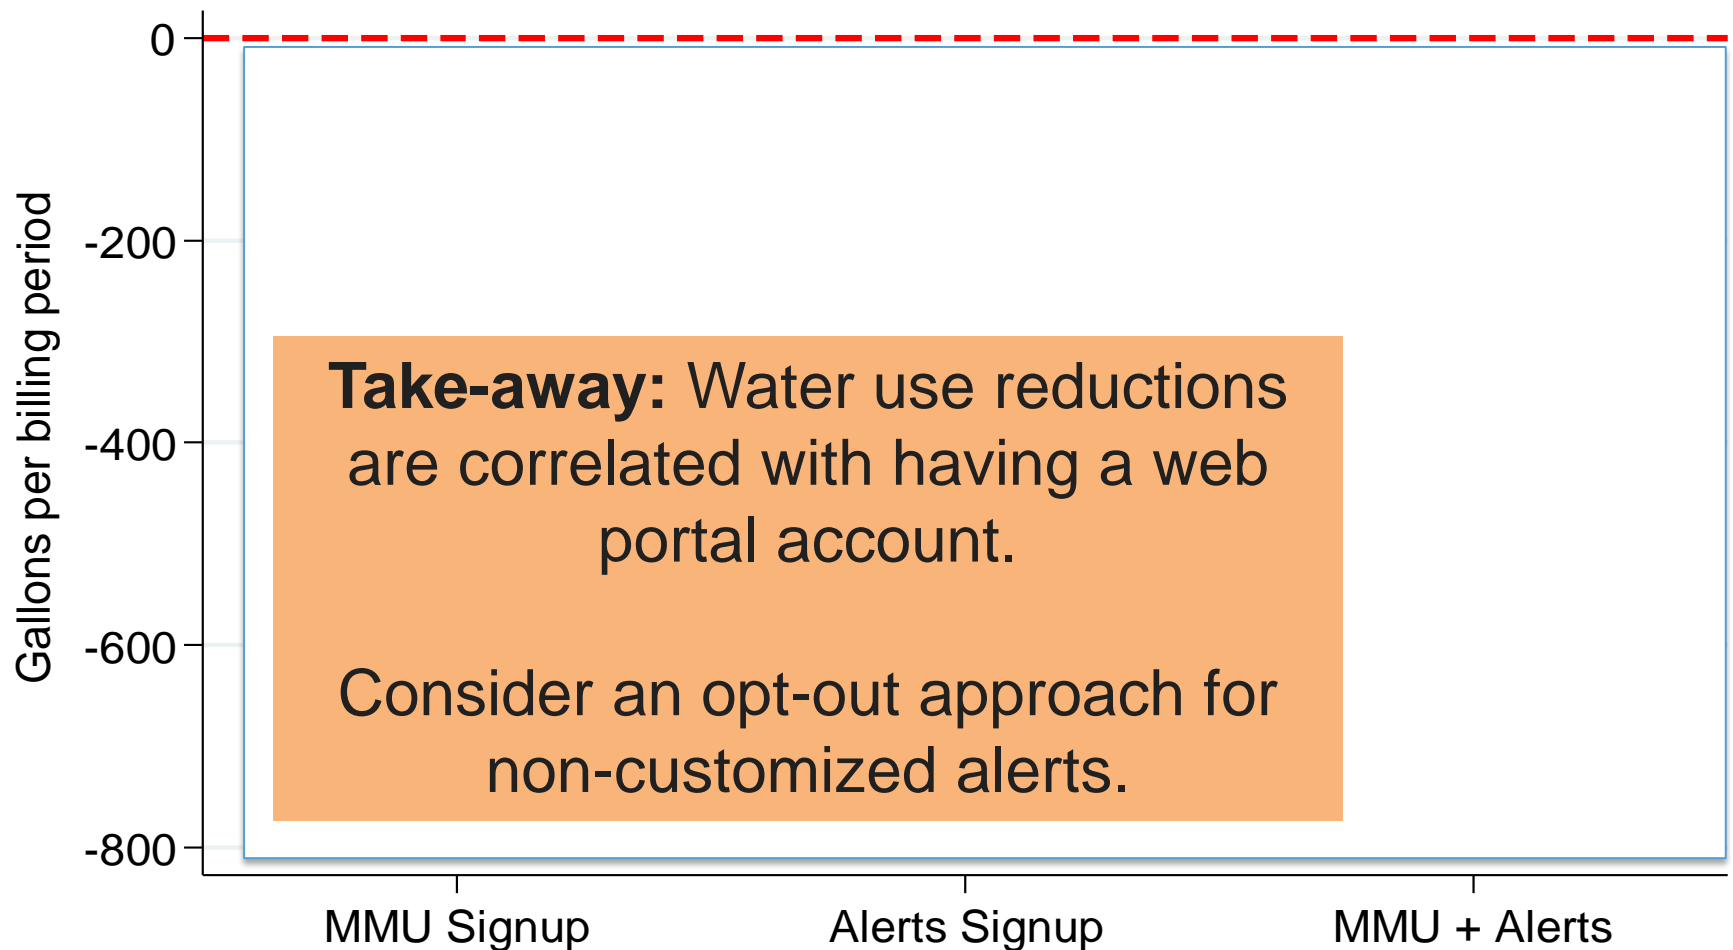 Gallons per billing period
0
-200
-400
-600
-800
Take-away: Water use reductions
are correlated with having a web
portal account.
Consider an opt-out approach for
non-customized alerts.
MMU Signup
Alerts Signup
MMU + Alerts